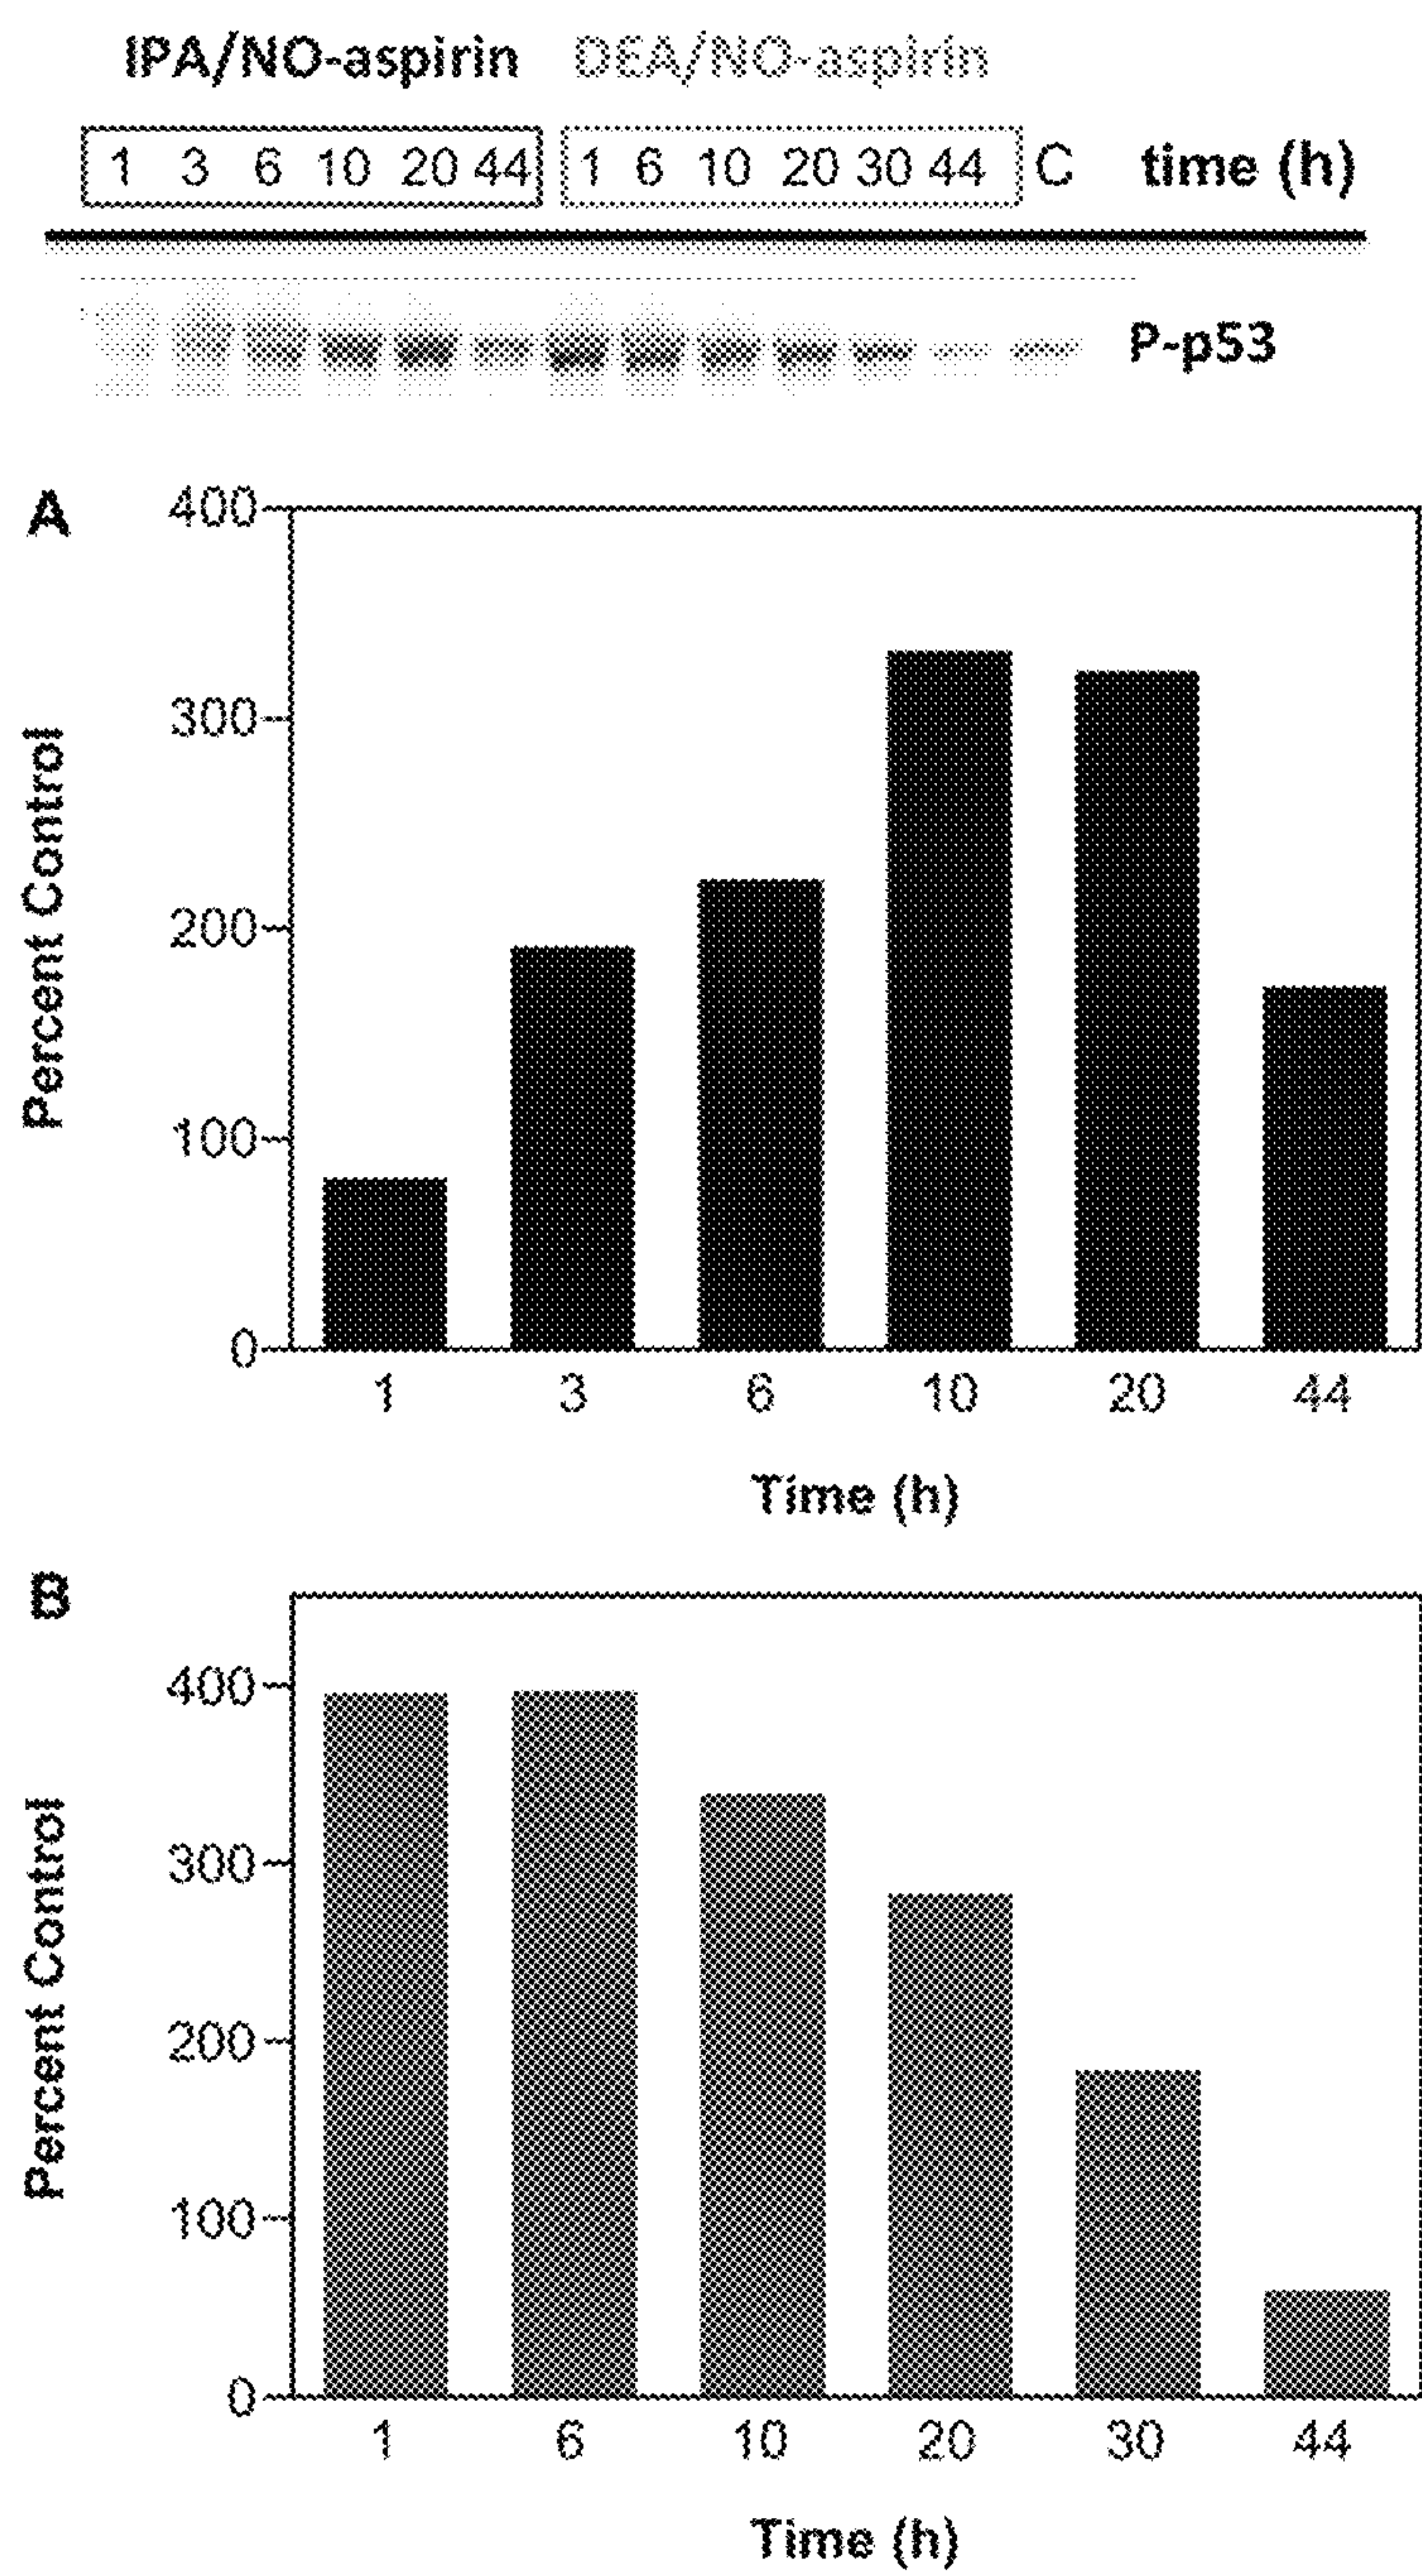 IPA/NO-aspirin DEA/NO-aspirin
1 3 6 10 20 44 1 6 10 20 30 44 C time (h)
P-p53
A
400
300
200
100
0
Percent Control
1 3 6 10 20 44
Time (h)
B
400
300
200
100
0
Percent Control
1 6 10 20 30 44
Time (h)